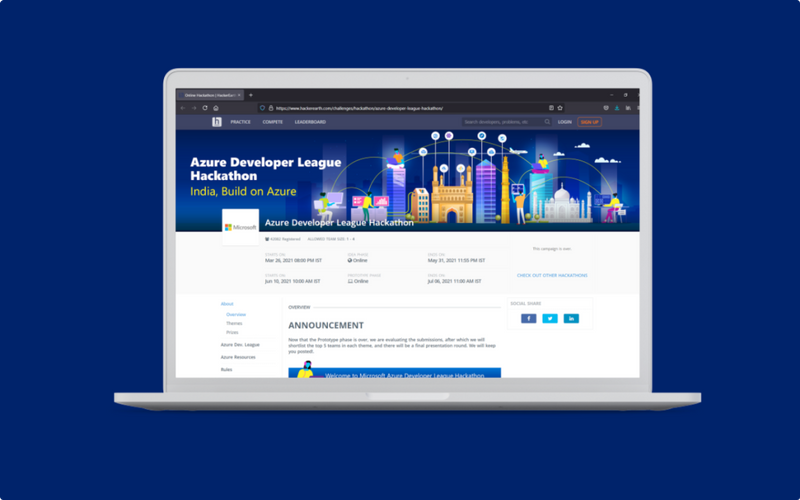 Online Hackathon | HackerEarth
https://www.hackerearth.com/challenges/hackathon/azure-developer-league-hackathon/
h
PRACTICE
COMPETE
LEADERBOARD
Search developers, problems, etc
LOGIN
SIGN UP
Azure Developer League
Hackathon
India, Build on Azure
Microsoft
Azure Developer League Hackathon
Registered
ALLOWED TEAM SIZE: 1 - 4
STARTS ON:
IDEA PHASE
ENDS ON:
Mar 26, 2021 08:00 PM IST
Online
May 31, 2021 11:55 PM IST
STARTS ON:
PROTOTYPE PHASE
ENDS ON:
Jun 10, 2021 10:00 AM IST
Online
Jul 06, 2021 11:00 AM IST
The campaign is over.
CHECK OUT OTHER HACKATHONS
About
Overview
Themes
Prizes
Azure Dev. League
Azure Resources
Rules
OVERVIEW
ANNOUNCEMENT
Now that the Prototype phase is over, we are evaluating the submissions, after which we will
shortlist the top 5 teams in each theme, and there will be a final presentation round. We will keep
you posted!
Welcome To Microsoft Azure Developer League Hackathon
SOCIAL SHARE